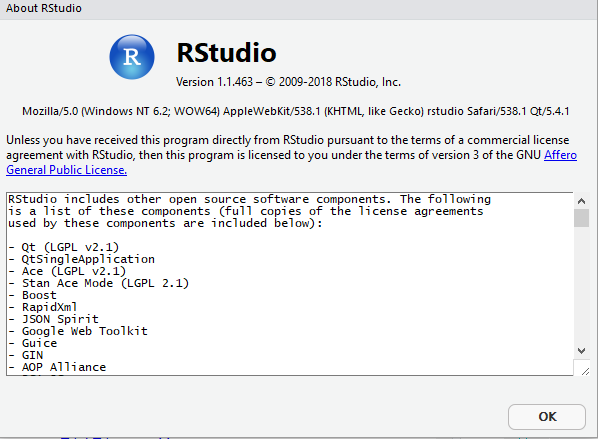 About RStudio
R
RStudio
Version 1.1.463 – © 2009-2018 RStudio, Inc.
Mozilla/5.0 (Windows NT 6.2; WOW64) AppleWebKit/538.1 (KHTML, like Gecko) rstudio Safari/538.1 Qt/5.4.1
Unless you have received this program directly from RStudio pursuant to the terms of a commercial license
agreement with RStudio, then this program is licensed to you under the terms of version 3 of the GNU Affero
General Public License.
RStudio includes other open source software components. The following
is a list of these components (full copies of the license agreements
used by these components are included below):
- Qt (LGPL v2.1)
- QtSingleApplication
- Ace (LGPL v2.1)
- Stan Ace Mode (LGPL 2.1)
- Boost
- RapidXml
- JSON Spirit
- Google Web Toolkit
- Guice
- GIN
- AOP Alliance
OK